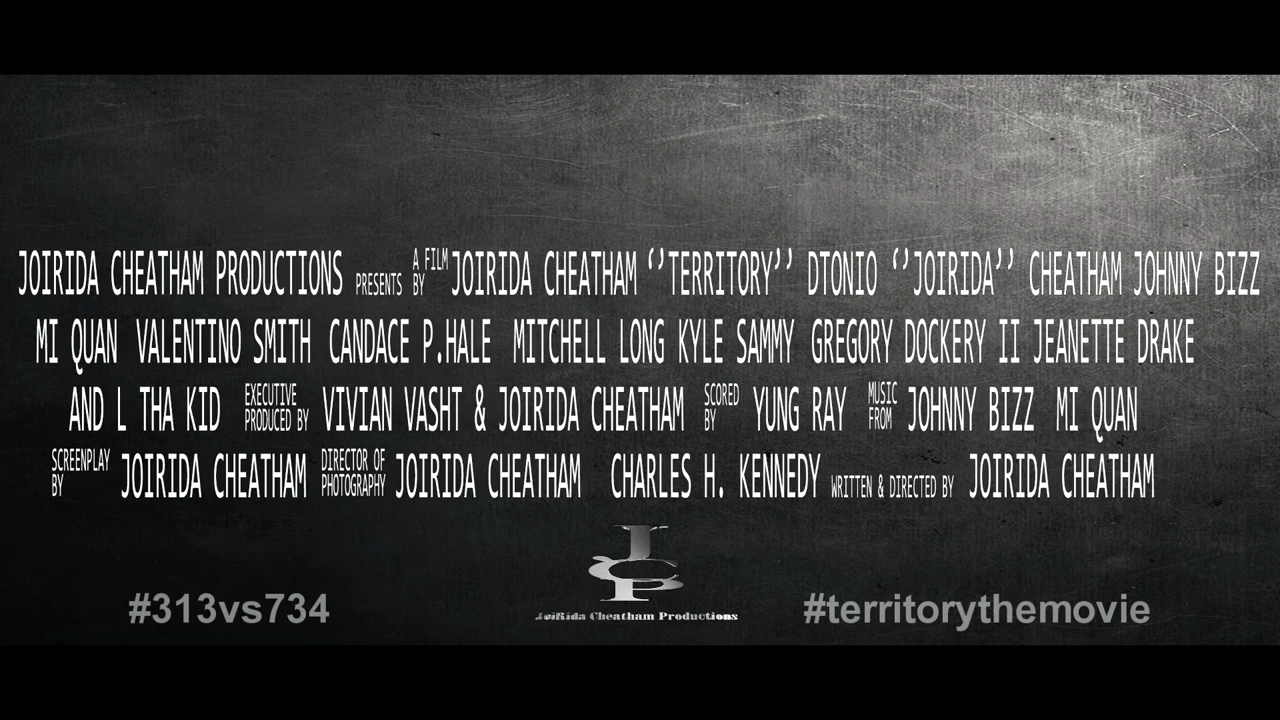 JOIRIDA CHEATHAM PRODUCTIONS PRESENTS A FILM BY JOIRIDA CHEATHAM ‘’TERRITORY’’ DTONIO ‘’JOIRIDA’’ CHEATHAM JOHNNY BIZZ
MI QUAN VALENTINO SMITH CANDACE P.HALE MITCHELL LONG KYLE SAMMY GREGORY DOCKERY II JEANETTE DRAKE
AND L THA KID EXECUTIVE PRODUCED BY VIVIAN VASHT & JOIRIDA CHEATHAM SCORED BY YUNG RAY MUSIC FROM JOHNNY BIZZ MI QUAN
SCREENPLAY BY JOIRIDA CHEATHAM DIRECTOR OF PHOTOGRAPHY JOIRIDA CHEATHAM CHARLES H. KENNEDY WRITTEN & DIRECTED BY JOIRIDA CHEATHAM
JCP
JoiRida Cheatham Productions
#313vs734 #territorythemovie